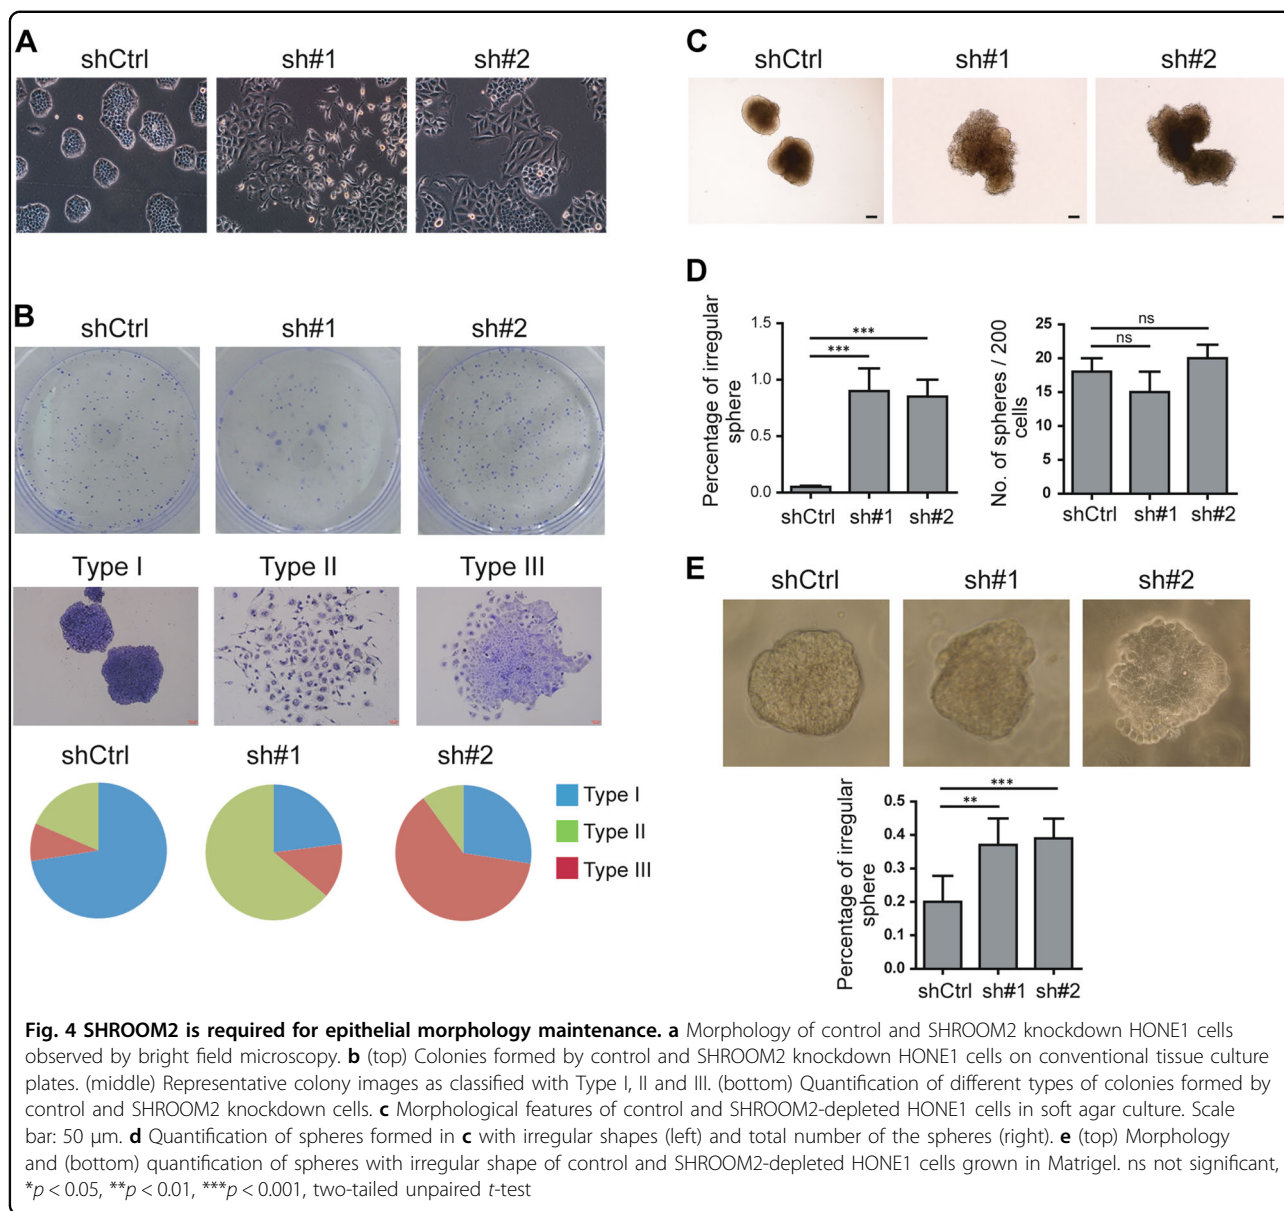 A
shCtrl
sh#1
sh#2
B
shCtrl
sh#1
sh#2
Type I
Type II
Type III
shCtrl
sh#1
sh#2
Type I
Type II
Type III
C
shCtrl
sh#1
sh#2
D
Percentage of irregular
sphere
1.5
1.0
0.5
0.0
***
***
shCtrl
sh#1
sh#2
No. of spheres / 200
cells
25
20
15
10
5
0
ns
ns
shCtrl
sh#1
sh#2
E
shCtrl
sh#1
sh#2
Percentage of irregular
sphere
0.5
0.4
0.3
0.2
0.1
0.0
***
**
shCtrl
sh#1
sh#2
Fig. 4 SHROOM2 is required for epithelial morphology maintenance. a Morphology of control and SHROOM2 knockdown HONE1 cells
observed by bright field microscopy. b (top) Colonies formed by control and SHROOM2 knockdown HONE1 cells on conventional tissue culture
plates. (middle) Representative colony images as classified with Type I, II and III. (bottom) Quantification of different types of colonies formed by
control and SHROOM2 knockdown cells. c Morphological features of control and SHROOM2-depleted HONE1 cells in soft agar culture. Scale
bar: 50 μm. d Quantification of spheres formed in c with irregular shapes (left) and total number of the spheres (right). e (top) Morphology
and (bottom) quantification of spheres with irregular shape of control and SHROOM2-depleted HONE1 cells grown in Matrigel. ns not significant,
*p < 0.05, **p < 0.01, ***p < 0.001, two-tailed unpaired t-test